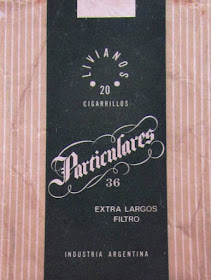 LIVIANOS
20
CIGARRILLOS
Particulares
36
EXTRA LARGOS
FILTRO
INDUSTRIA ARGENTINA